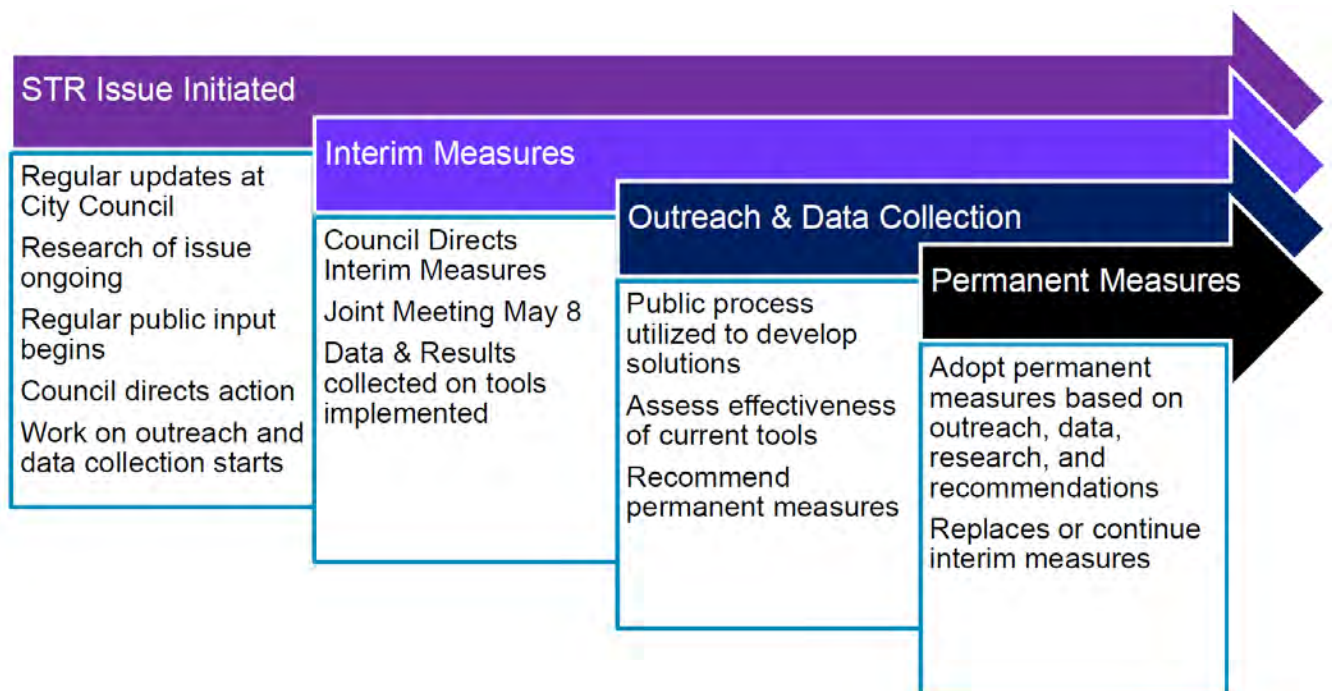 STR Issue Initiated
Regular updates at
City Council
Research of issue
ongoing
Regular public input
begins
Council directs action
Work on outreach and
data collection starts
Interim Measures
Council Directs
Interim Measures
Joint Meeting May 8
Data & Results
collected on tools
implemented
Outreach & Data Collection
Public process
utilized to develop
solutions
Assess effectiveness
of current tools
Recommend
permanent measures
Permanent Measures
Adopt permanent
measures based on
outreach, data,
research, and
recommendations
Replaces or continue
interim measures